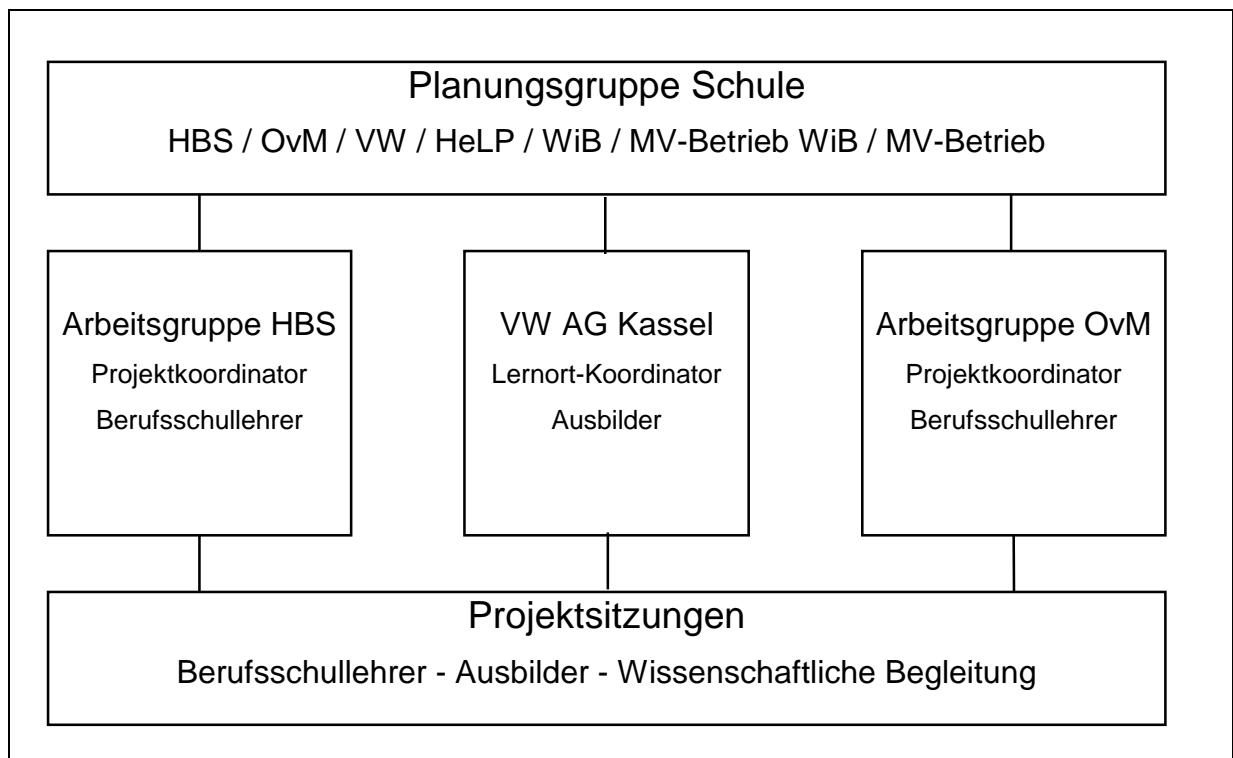 Planungsgruppe Schule
HBS / OvM / VW / HeLP / WiB / MV-Betrieb WiB / MV-Betrieb
Arbeitsgruppe HBS
Projektkoordinator
Berufsschullehrer
VW AG Kassel
Lernort-Koordinator
Ausbilder
Arbeitsgruppe OvM
Projektkoordinator
Berufsschullehrer
Projektsitzungen
Berufsschullehrer - Ausbilder - Wissenschaftliche Begleitung